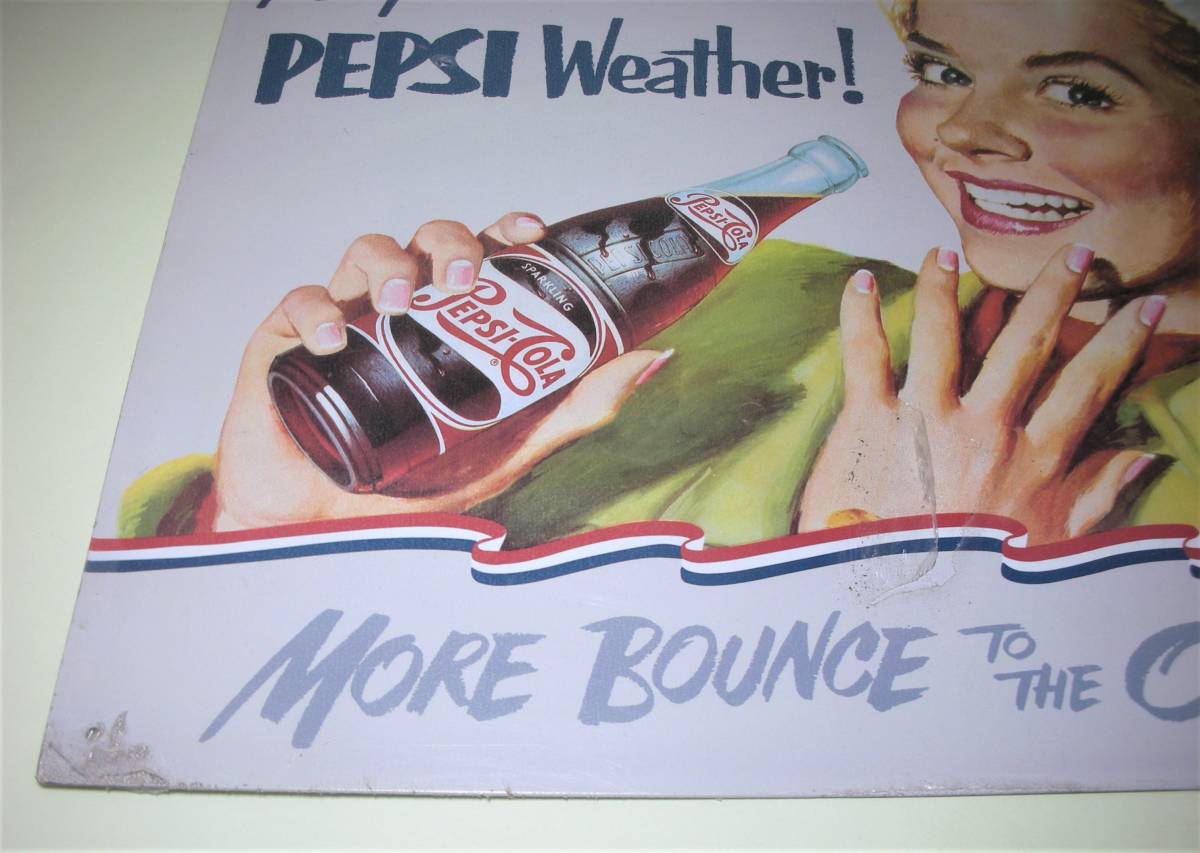 PEPSI Weather!
PEPSI-COLA
SPARKLING
PEPSI-COLA
®
MORE BOUNCE TO THE